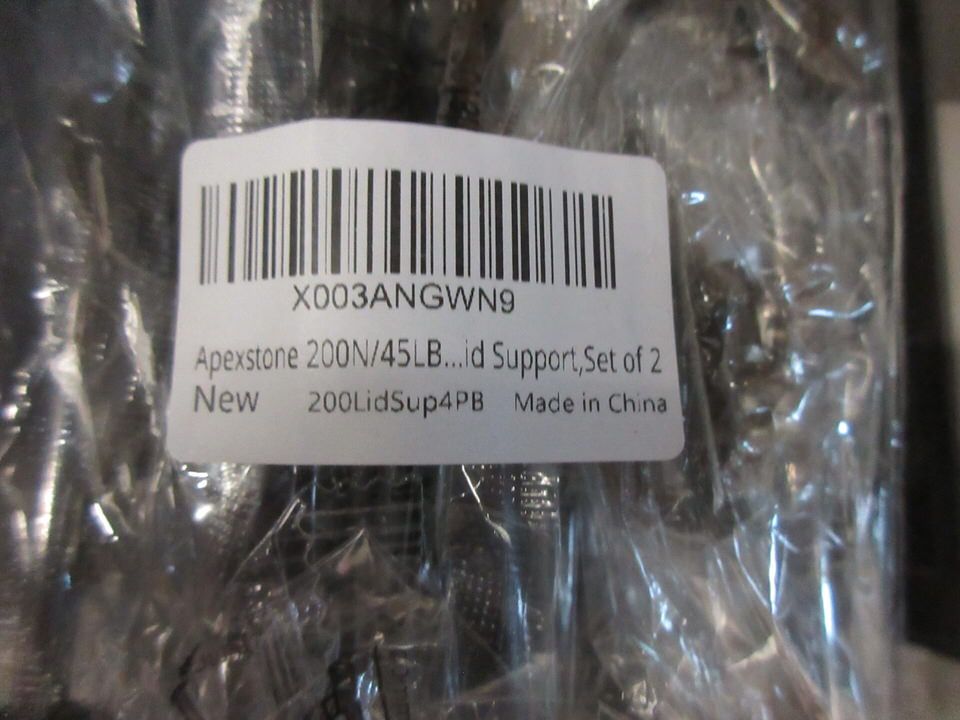 X003ANGWN9
Apexstone 200N/45LB...id Support,Set of 2
New 200LidSup4PB Made in China